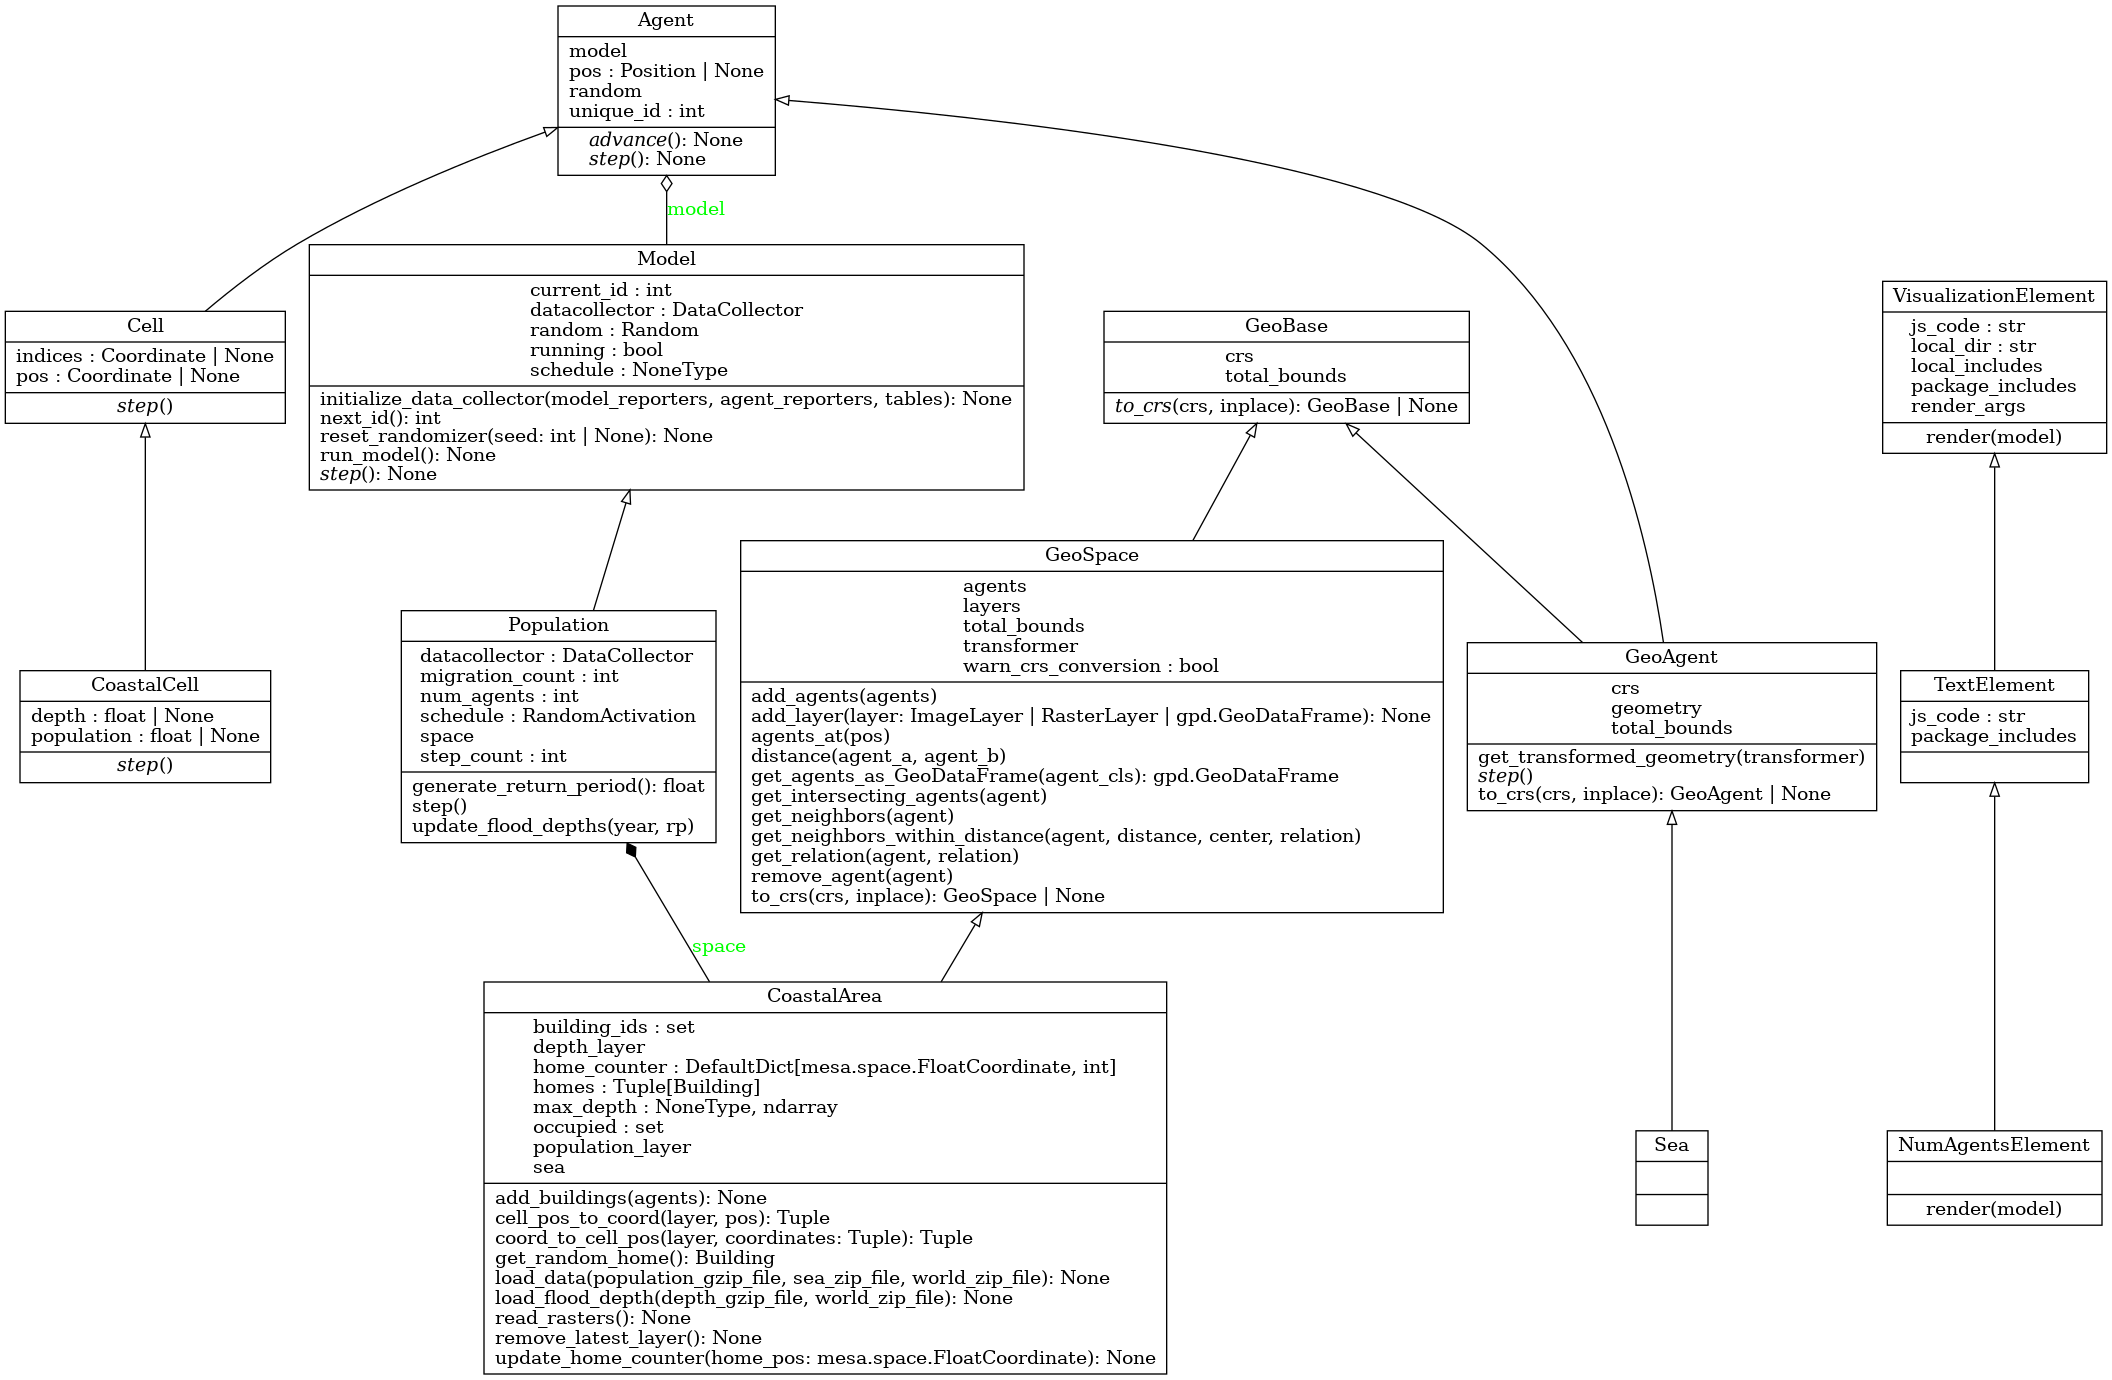 Agent
model
pos : Position | None
random
unique_id : int
advance(): None
step(): None
model
Model
current_id : int
datacollector : DataCollector
random : Random
running : bool
schedule : NoneType
initialize_data_collector(model_reporters, agent_reporters, tables): None
next_id(): int
reset_randomizer(seed: int | None): None
run_model(): None
step(): None
Cell
indices : Coordinate | None
pos : Coordinate | None
step()
GeoBase
crs
total_bounds
to_crs(crs, inplace): GeoBase | None
VisualizationElement
js_code : str
local_dir : str
local_includes
package_includes
render_args
render(model)
CoastalCell
depth : float | None
population : float | None
step()
Population
datacollector : DataCollector
migration_count : int
num_agents : int
schedule : RandomActivation
space
step_count : int
generate_return_period(): float
step()
update_flood_depths(year, rp)
GeoSpace
agents
layers
total_bounds
transformer
warn_crs_conversion : bool
add_agents(agents)
add_layer(layer: ImageLayer | RasterLayer | gpd.GeoDataFrame): None
agents_at(pos)
distance(agent_a, agent_b)
get_agents_as_GeoDataFrame(agent_cls): gpd.GeoDataFrame
get_intersecting_agents(agent)
get_neighbors(agent)
get_neighbors_within_distance(agent, distance, center, relation)
get_relation(agent, relation)
remove_agent(agent)
to_crs(crs, inplace): GeoSpace | None
GeoAgent
crs
geometry
total_bounds
get_transformed_geometry(transformer)
step()
to_crs(crs, inplace): GeoAgent | None
TextElement
js_code : str
package_includes
space
CoastalArea
building_ids : set
depth_layer
home_counter : DefaultDict[mesa.space.FloatCoordinate, int]
homes : Tuple[Building]
max_depth : NoneType, ndarray
occupied : set
population_layer
sea
add_buildings(agents): None
cell_pos_to_coord(layer, pos): Tuple
coord_to_cell_pos(layer, coordinates: Tuple): Tuple
get_random_home(): Building
load_data(population_gzip_file, sea_zip_file, world_zip_file): None
load_flood_depth(depth_gzip_file, world_zip_file): None
read_rasters(): None
remove_latest_layer(): None
update_home_counter(home_pos: mesa.space.FloatCoordinate): None
Sea
NumAgentsElement
render(model)